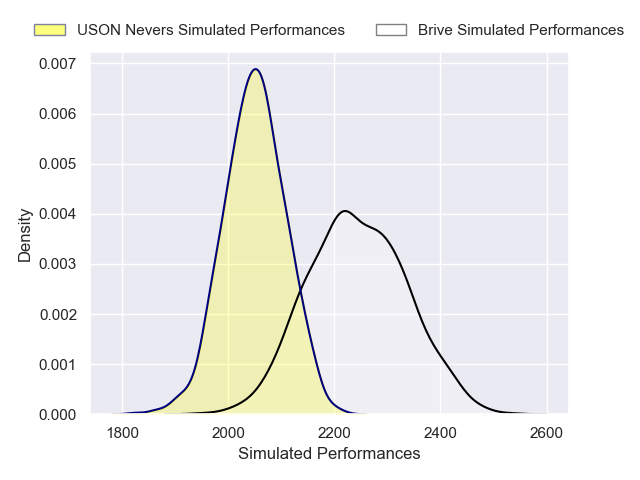 USON Nevers Simulated Performances Brive Simulated Performances
0.007
0.006
0.005
0.004
0.003
0.002
0.001
0.000
Density
1800 2000 2200 2400 2600
Simulated Performances